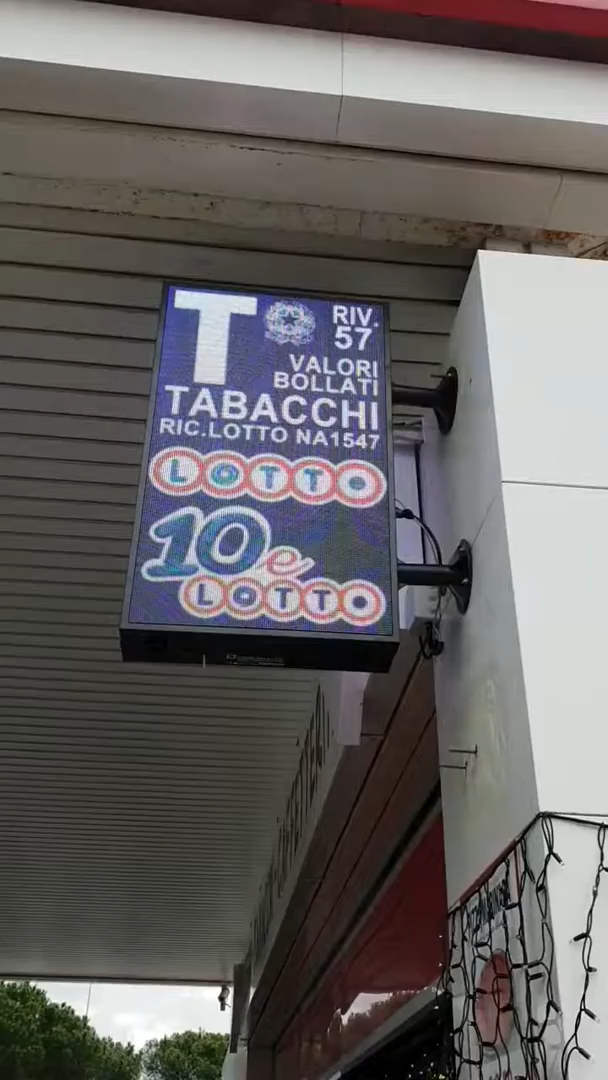 T
RIV.
57
VALORI
BOLLATI
TABACCHI
RIC.LOTTO NA1547
LOTTO
10e
LOTTO